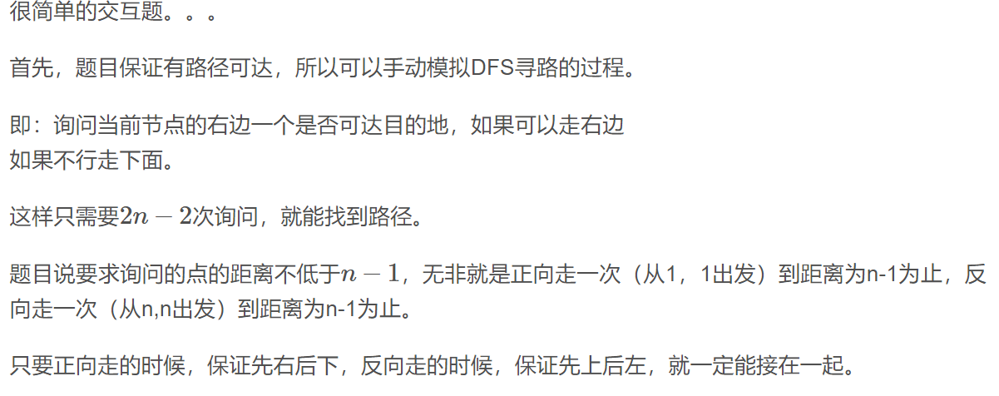 很简单的交互题。。。
首先，题目保证有路径可达，所以可以手动模拟DFS寻路的过程。
即：询问当前节点的右边一个是否可达目的地，如果可以走右边
如果不行走下面。
这样只需要2n − 2次询问，就能找到路径。
题目说要求询问的点的距离不低于n − 1，无非就是正向走一次（从1，1出发）到距离为n-1为止，反
向走一次（从n,n出发）到距离为n-1为止。
只要正向走的时候，保证先右后下，反向走的时候，保证先上后左，就一定能接在一起。